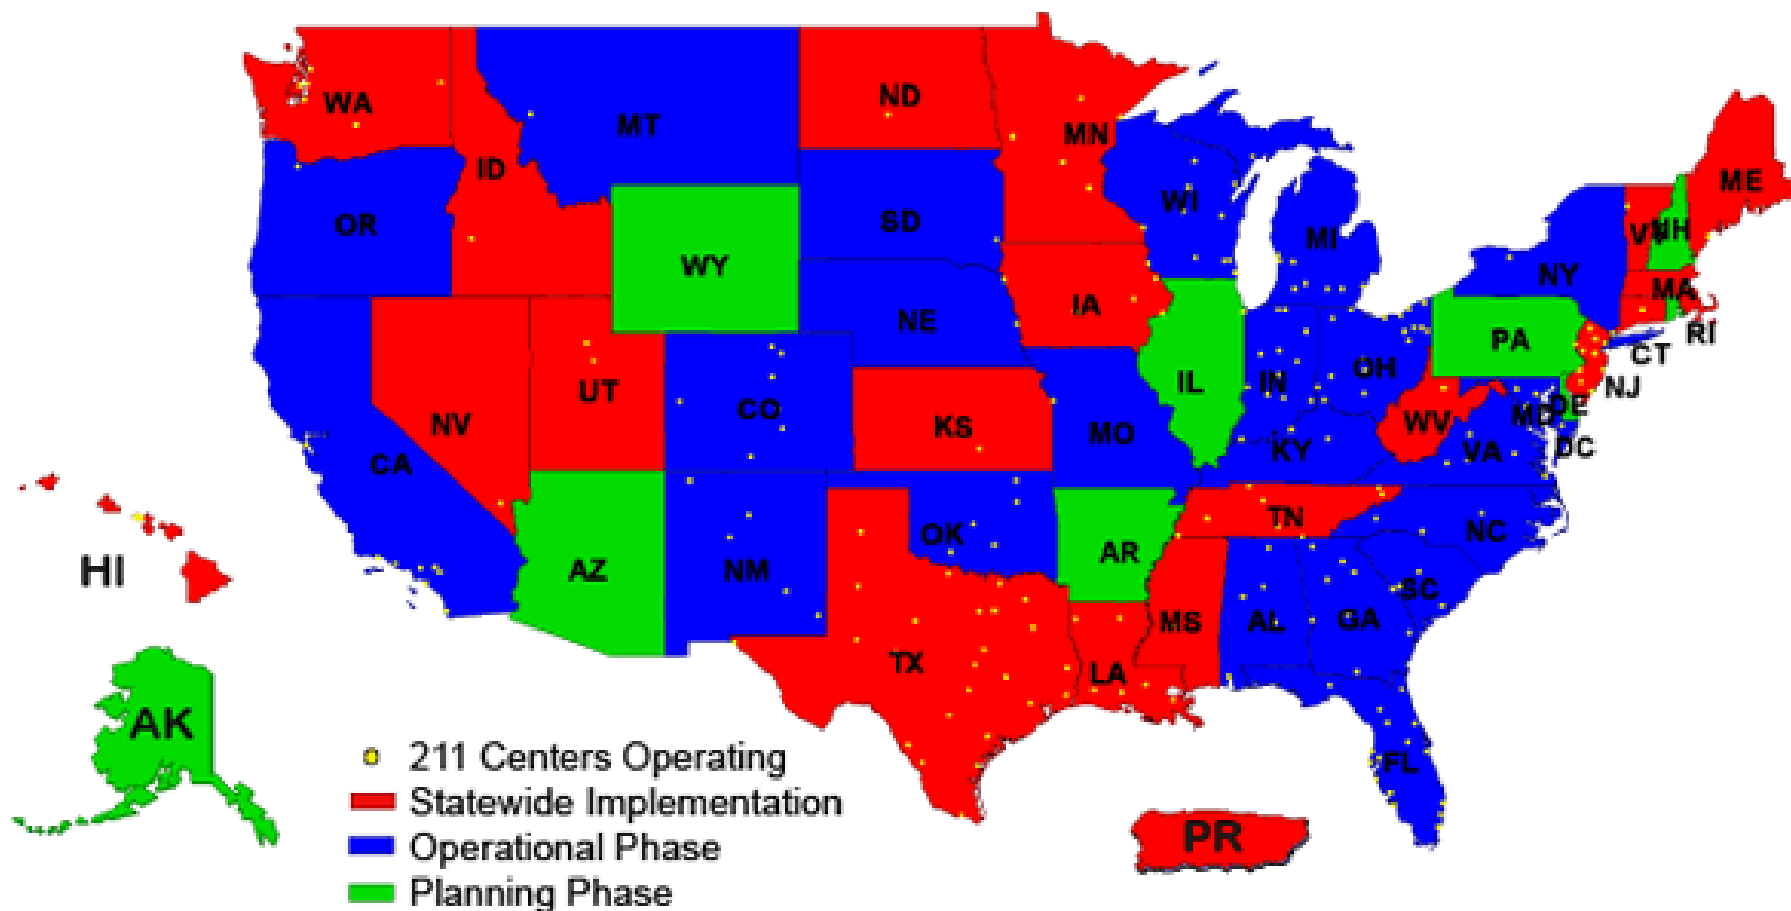 WA
MT
ND
MN
ME
ID
OR
SD
WI
MI
VT
NH
WY
NY
MA
NE
IA
PA
RI
CT
NV
UT
CO
KS
MO
IL
IN
OH
NJ
WV
MD
DE
DC
CA
KY
VA
HI
AZ
NM
OK
AR
TN
NC
SC
TX
LA
MS
AL
GA
AK
FL
PR
211 Centers Operating
Statewide Implementation
Operational Phase
Planning Phase